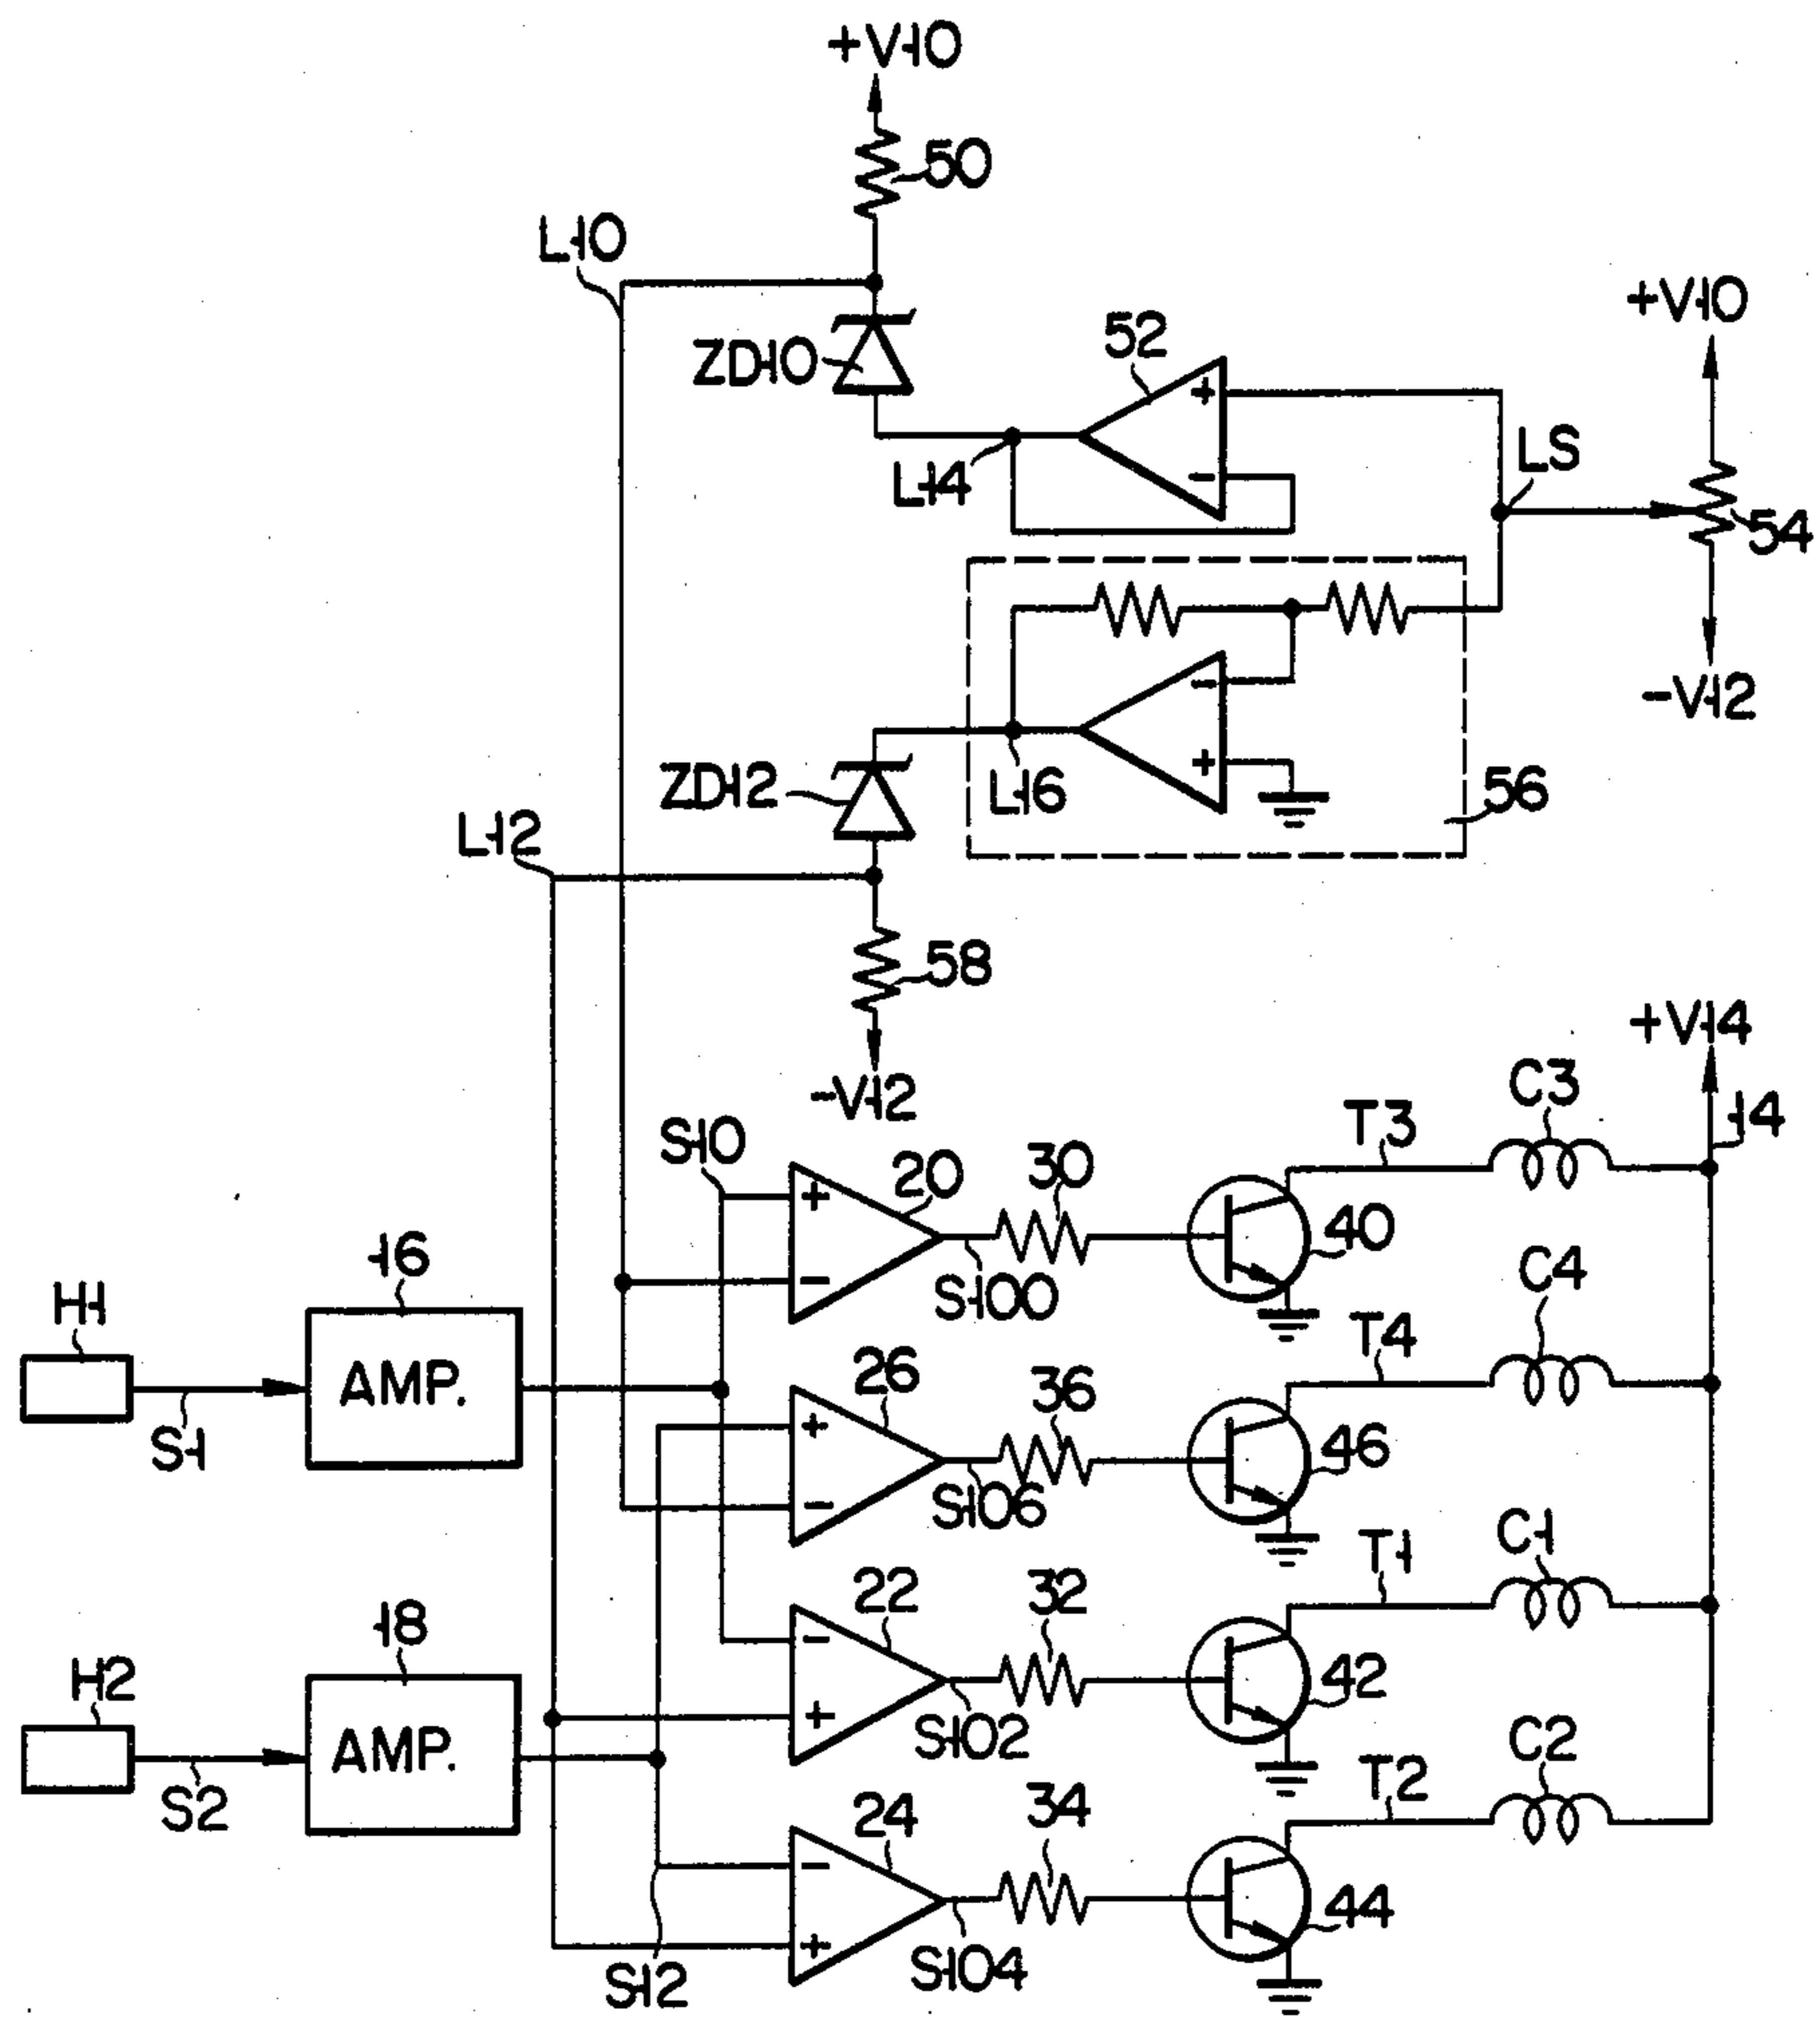 +V10
50
L10
+V10
52
ZD10
+
LS
-
L14
54
-
-V12
ZD12
+
L16
56
L12
58
+V14
-V12
C3
T3
14
S10
+
20
30
40
-
S100
C4
16
H1
T4
AMP.
26
36
+
46
S1
-
S106
C1
T1
22
32
-
18
42
H2
+
S102
C2
AMP.
T2
S2
24
34
-
44
+
S104
S12